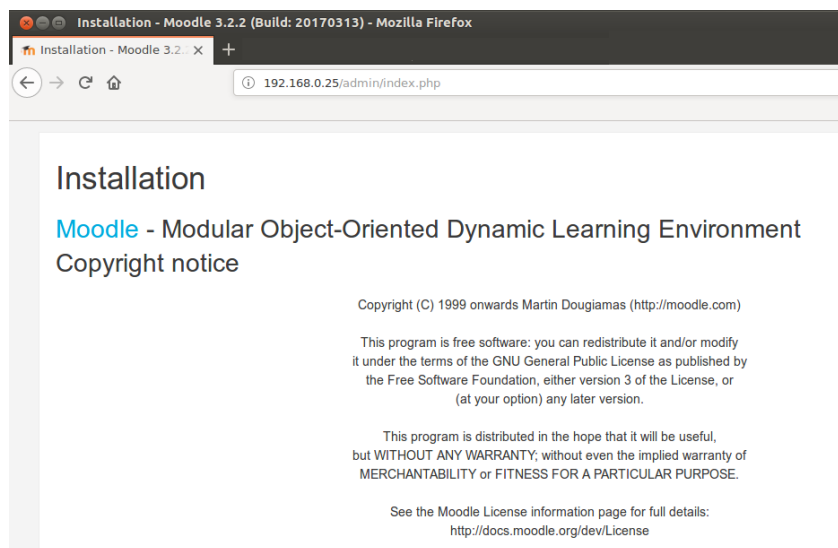 Installation - Moodle 3.2.2 (Build: 20170313) - Mozilla Firefox
Installation - Moodle 3.2.
192.168.0.25/admin/index.php
Installation
Moodle - Modular Object-Oriented Dynamic Learning Environment
Copyright notice
Copyright (C) 1999 onwards Martin Dougiamas (http://moodle.com)
This program is free software: you can redistribute it and/or modify
it under the terms of the GNU General Public License as published by
the Free Software Foundation, either version 3 of the License, or
(at your option) any later version.
This program is distributed in the hope that it will be useful,
but WITHOUT ANY WARRANTY; without even the implied warranty of
MERCHANTABILITY or FITNESS FOR A PARTICULAR PURPOSE.
See the Moodle License information page for full details:
http://docs.moodle.org/dev/License